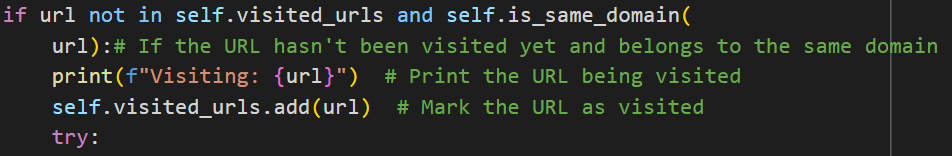 if url not in self.visited_urls and self.is_same_domain(
    url):# If the URL hasn't been visited yet and belongs to the same domain
    print(f"Visiting: {url}")  # Print the URL being visited
    self.visited_urls.add(url)  # Mark the URL as visited
    try: